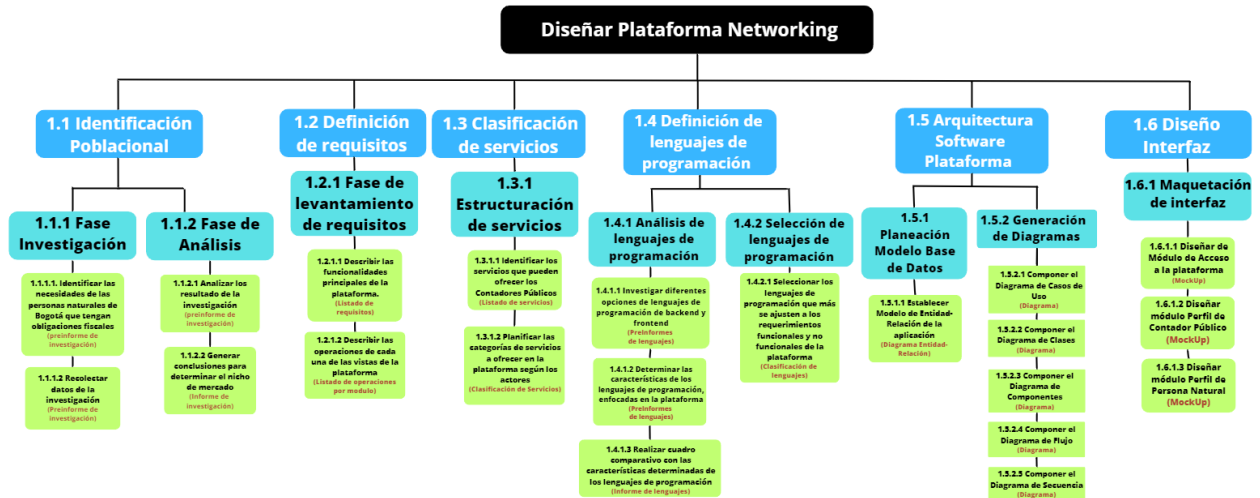 Diseñar Plataforma Networking
1.1 Identificación
Poblacional
1.1.1 Fase
Investigación
1.1.1.1. Identificar las
necesidades de las
personas naturales de
Bogotá que tengan
obligaciones fiscales
(preinforme de
investigación)
1.1.1.2 Recolectar
datos de la
investigación
(Preinforme de
investigación)
1.1.2 Fase de
Análisis
1.1.2.1 Analizar los
resultado de la
investigación
(preinforme de
investigación)
1.1.2.2 Generar
conclusiones para
determinar el nicho
de mercado
(Informe de
investigación)
1.2 Definición
de requisitos
1.2.1 Fase de
levantamiento
de requisitos
1.2.1.1 Describir las
funcionalidades
principales de la
plataforma.
(Listado de
requisitos)
1.2.1.2 Describir las
operaciones de cada
una de las vistas de la
plataforma
(Listado de operaciones
por modulo)
1.3 Clasificación
de servicios
1.3.1
Estructuración
de servicios
1.3.1.1 Identificar los
servicios que pueden
ofrecer los
Contadores Públicos
(Listado de servicios)
1.3.1.2 Planificar las
categorías de servicios
a ofrecer en la
plataforma según los
actores
(Clasificación de Servicios)
1.4 Definición de
lenguajes de
programación
1.4.1 Análisis de
lenguajes de
programación
1.4.1.1 Investigar diferentes
opciones de lenguajes de
programación de backend y
frontend
(Preinformes
de lenguajes)
1.4.1.2 Determinar las
características de los
lenguajes de programación,
enfocadas en la plataforma
(Preinformes
de lenguajes)
1.4.1.3 Realizar cuadro
comparativo con las
características determinadas de
los lenguajes de programación
(Informe de lenguajes)
1.4.2 Selección de
lenguajes de
programación
1.4.2.1 Seleccionar los
lenguajes de
programación que más
se ajusten a los
requerimientos
funcionales y no
funcionales de la
plataforma
(Clasificación de
lenguajes)
1.5 Arquitectura
Software
Plataforma
1.5.1
Planeación
Modelo Base
de Datos
1.5.1.1 Establecer
Modelo de Entidad-
Relación de la
aplicación
(Diagrama Entidad-
Relación)
1.5.2 Generación
de Diagramas
1.5.2.1 Componer el
Diagrama de Casos de
Uso
(Diagrama)
1.5.2.2 Componer el
Diagrama de Clases
(Diagrama)
1.5.2.3 Componer el
Diagrama de
Componentes
(Diagrama)
1.5.2.4 Componer el
Diagrama de Flujo
(Diagrama)
1.5.2.5 Componer el
Diagrama de Secuencia
(Diagrama)
1.6 Diseño
Interfaz
1.6.1 Maquetación
de interfaz
1.6.1.1 Diseñar de
Módulo de Acceso
a la plataforma
(MockUp)
1.6.1.2 Diseñar
módulo Perfil de
Contador Público
(MockUp)
1.6.1.3 Diseñar
módulo Perfil de
Persona Natural
(MockUp)